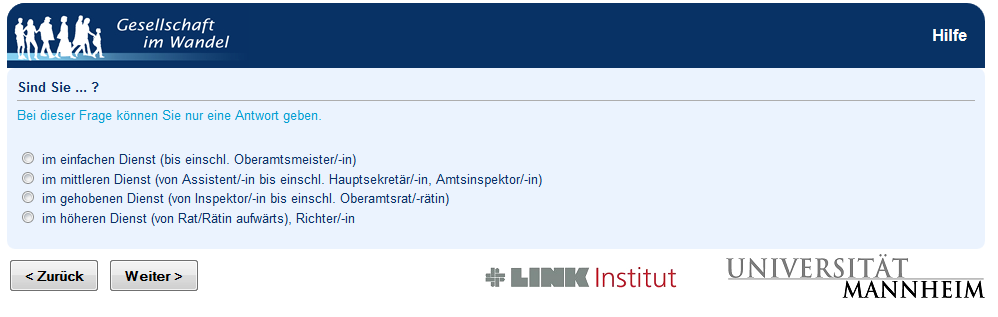 Gesellschaft
im Wandel
Hilfe
Sind Sie ... ?
Bei dieser Frage können Sie nur eine Antwort geben.
im einfachen Dienst (bis einschl. Oberamtsmeister/-in)
im mittleren Dienst (von Assistent/-in bis einschl. Hauptsekretär/-in, Amtsinspektor/-in)
im gehobenen Dienst (von Inspektor/-in bis einschl. Oberamtsrat/-rätin)
im höheren Dienst (von Rat/Rätin aufwärts), Richter/-in
< Zurück
Weiter >
LINK Institut
UNIVERSITÄT
MANNHEIM